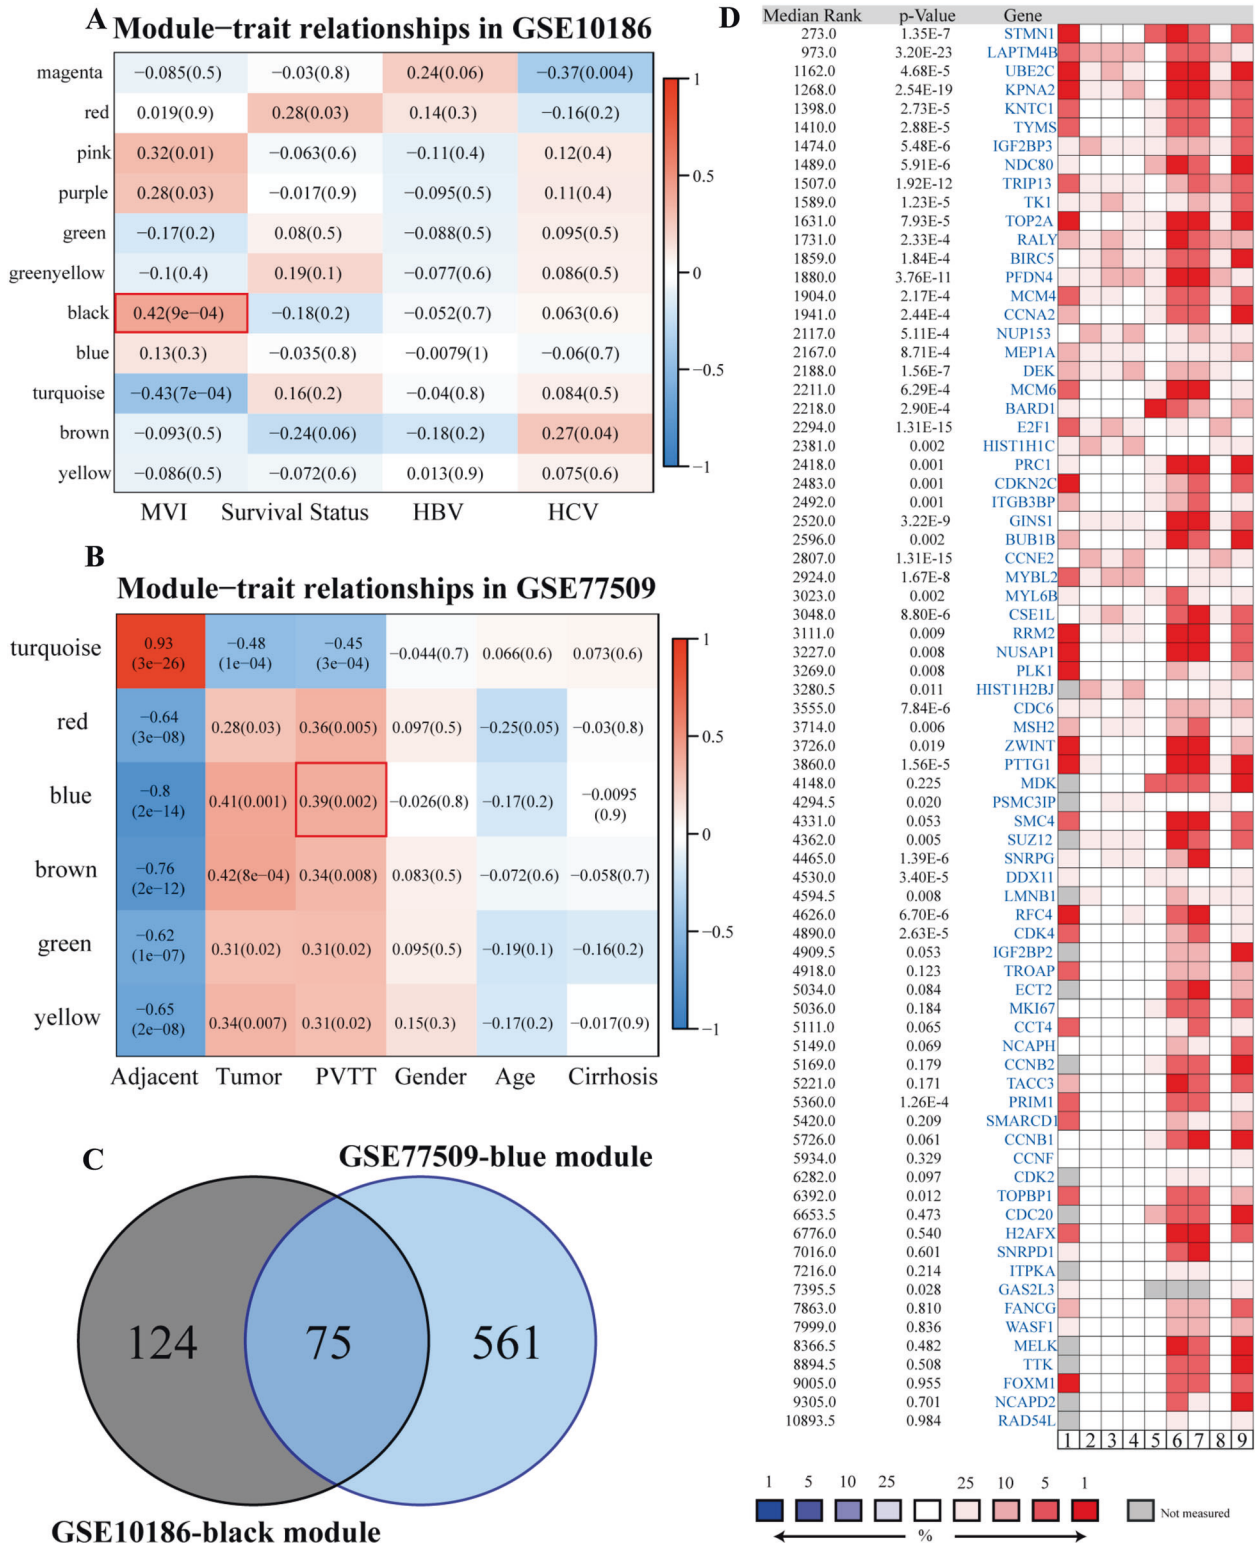 A
Module−trait relationships in GSE10186
magenta −0.085(0.5) −0.03(0.8) 0.24(0.06) −0.37(0.004)
red 0.019(0.9) 0.28(0.03) 0.14(0.3) −0.16(0.2)
pink 0.32(0.01) −0.063(0.6) −0.11(0.4) 0.12(0.4)
purple 0.28(0.03) −0.017(0.9) −0.095(0.5) 0.11(0.4)
green −0.17(0.2) 0.08(0.5) −0.088(0.5) 0.095(0.5)
greenyellow −0.1(0.4) 0.19(0.1) −0.077(0.6) 0.086(0.5)
black 0.42(9e−04) −0.18(0.2) −0.052(0.7) 0.063(0.6)
blue 0.13(0.3) −0.035(0.8) −0.0079(1) −0.06(0.7)
turquoise −0.43(7e−04) 0.16(0.2) −0.04(0.8) 0.084(0.5)
brown −0.093(0.5) −0.24(0.06) −0.18(0.2) 0.27(0.04)
yellow −0.086(0.5) −0.072(0.6) 0.013(0.9) 0.075(0.6)
MVI Survival Status HBV HCV
1
0.5
0
−0.5
−1
B
Module−trait relationships in GSE77509
turquoise 0.93 −0.48 −0.45 −0.044(0.7) 0.066(0.6) 0.073(0.6)
(3e−26) (1e−04) (3e−04)
red −0.64 0.28(0.03) 0.36(0.005) 0.097(0.5) −0.25(0.05) −0.03(0.8)
(3e−08)
blue −0.8 0.41(0.001) 0.39(0.002) −0.026(0.8) −0.17(0.2) −0.0095
(2e−14) (0.9)
brown −0.76 0.42(8e−04) 0.34(0.008) 0.083(0.5) −0.072(0.6) −0.058(0.7)
(2e−12)
green −0.62 0.31(0.02) 0.31(0.02) 0.095(0.5) −0.19(0.1) −0.16(0.2)
(1e−07)
yellow −0.65 0.34(0.007) 0.31(0.02) 0.15(0.3) −0.17(0.2) −0.017(0.9)
(2e−08)
Adjacent Tumor PVTT Gender Age Cirrhosis
1
0.5
0
−0.5
−1
C
GSE77509-blue module
124 75 561
GSE10186-black module
D
Median Rank p-Value Gene
273.0 1.35E-7 STMN1
973.0 3.20E-23 LAPTM4B
1162.0 4.68E-5 UBE2C
1268.0 2.54E-19 KPNA2
1398.0 2.73E-5 KNTC1
1410.0 2.88E-5 TYMS
1474.0 5.48E-6 IGF2BP3
1489.0 5.91E-6 NDC80
1507.0 1.92E-12 TRIP13
1589.0 1.23E-5 TK1
1631.0 7.93E-5 TOP2A
1731.0 2.33E-4 RALY
1859.0 1.84E-4 BIRC5
1880.0 3.76E-11 PFDN4
1904.0 2.17E-4 MCM4
1941.0 2.44E-4 CCNA2
2117.0 5.11E-4 NUP153
2167.0 8.71E-4 MEP1A
2188.0 1.56E-7 DEK
2211.0 6.29E-4 MCM6
2218.0 2.90E-4 BARD1
2294.0 1.31E-15 E2F1
2381.0 0.002 HIST1H1C
2418.0 0.001 PRC1
2483.0 0.001 CDKN2C
2492.0 0.001 ITGB3BP
2520.0 3.22E-9 GINS1
2596.0 0.002 BUB1B
2807.0 1.31E-15 CCNE2
2924.0 1.67E-8 MYBL2
3023.0 0.002 MYL6B
3048.0 8.80E-6 CSE1L
3111.0 0.009 RRM2
3227.0 0.008 NUSAP1
3269.0 0.008 PLK1
3280.5 0.011 HIST1H2BJ
3555.0 7.84E-6 CDC6
3714.0 0.006 MSH2
3726.0 0.019 ZWINT
3860.0 1.56E-5 PTTG1
4148.0 0.225 MDK
4294.5 0.020 PSMC3IP
4331.0 0.053 SMC4
4362.0 0.005 SUZ12
4465.0 1.39E-6 SNRPG
4530.0 3.40E-5 DDX11
4594.5 0.008 LMNB1
4626.0 6.70E-6 RFC4
4890.0 2.63E-5 CDK4
4909.5 0.053 IGF2BP2
4918.0 0.123 TROAP
5034.0 0.084 ECT2
5036.0 0.184 MKI67
5111.0 0.065 CCT4
5149.0 0.069 NCAPH
5169.0 0.179 CCNB2
5221.0 0.171 TACC3
5360.0 1.26E-4 PRIM1
5420.0 0.209 SMARCD1
5726.0 0.061 CCNB1
5934.0 0.329 CCNF
6282.0 0.097 CDK2
6392.0 0.012 TOPBP1
6653.5 0.473 CDC20
6776.0 0.540 H2AFX
7016.0 0.601 SNRPD1
7216.0 0.214 ITPKA
7395.5 0.028 GAS2L3
7863.0 0.810 FANCG
7999.0 0.836 WASF1
8366.5 0.482 MELK
8894.5 0.508 TTK
9005.0 0.955 FOXM1
9305.0 0.701 NCAPD2
10893.5 0.984 RAD54L
1 2 3 4 5 6 7 8 9
1 5 10 25 25 10 5 1
Not measured
%